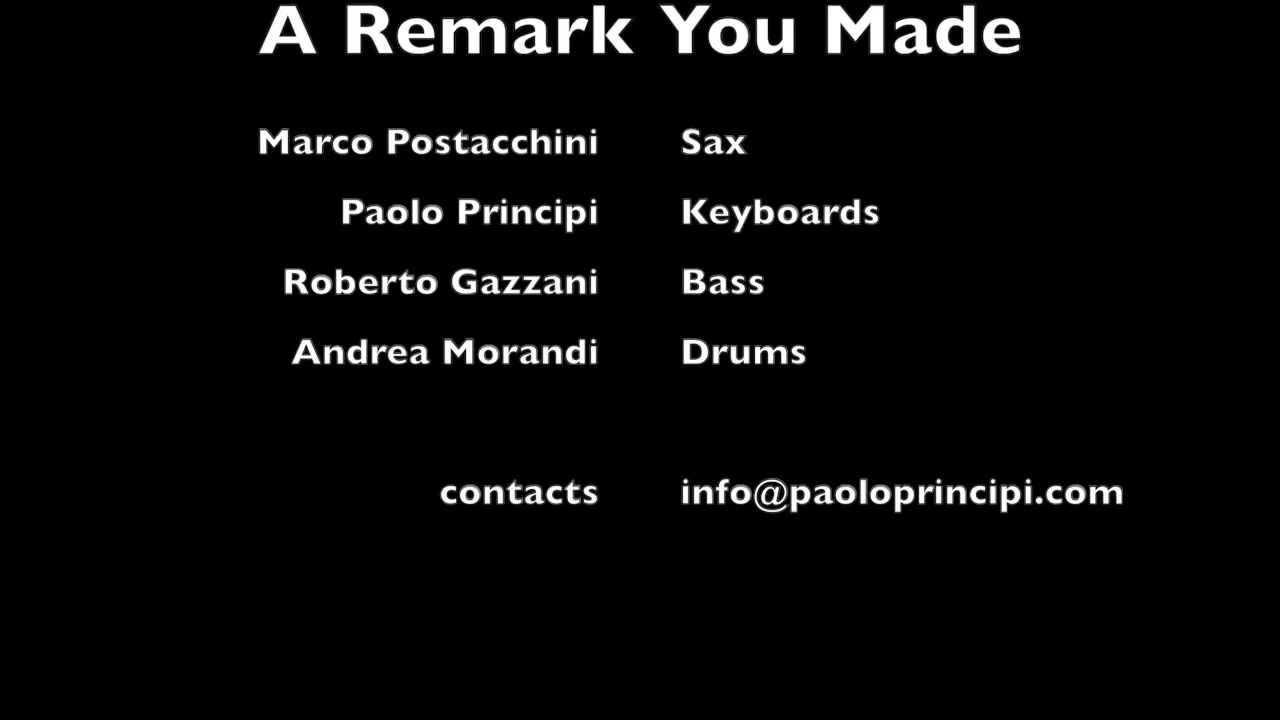 A Remark You Made
Marco Postacchini Sax
Paolo Principi Keyboards
Roberto Gazzani Bass
Andrea Morandi Drums
contacts info@paoloprincipi.com